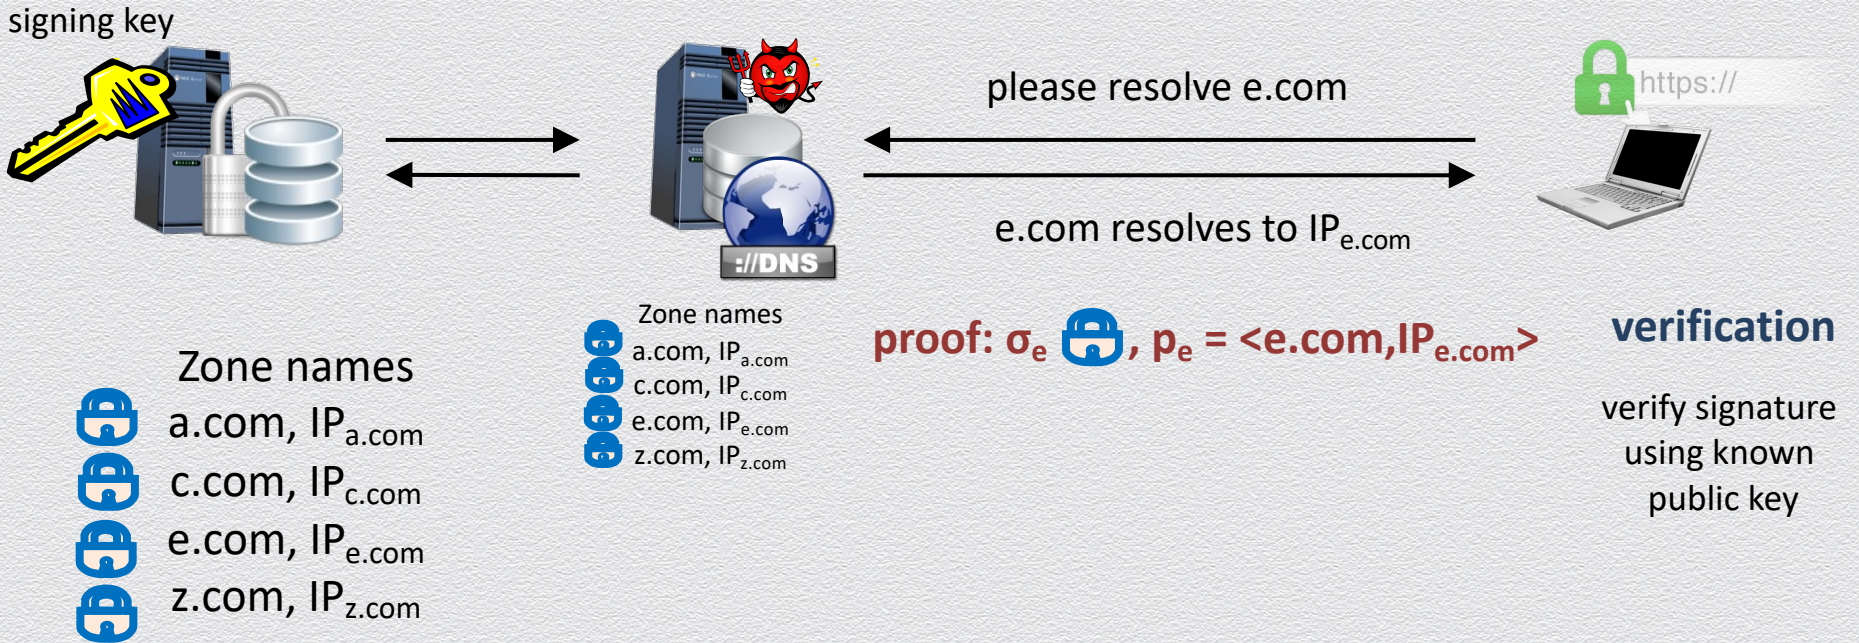 signing key
please resolve e.com
https://
e.com resolves to IPe.com
://DNS
Zone names
a.com, IPa.com
c.com, IPc.com
e.com, IPe.com
z.com, IPz.com
Zone names
a.com, IPa.com
c.com, IPc.com
e.com, IPe.com
z.com, IPz.com
proof: σe , pe = <e.com,IPe.com>
verification
verify signature
using known
public key